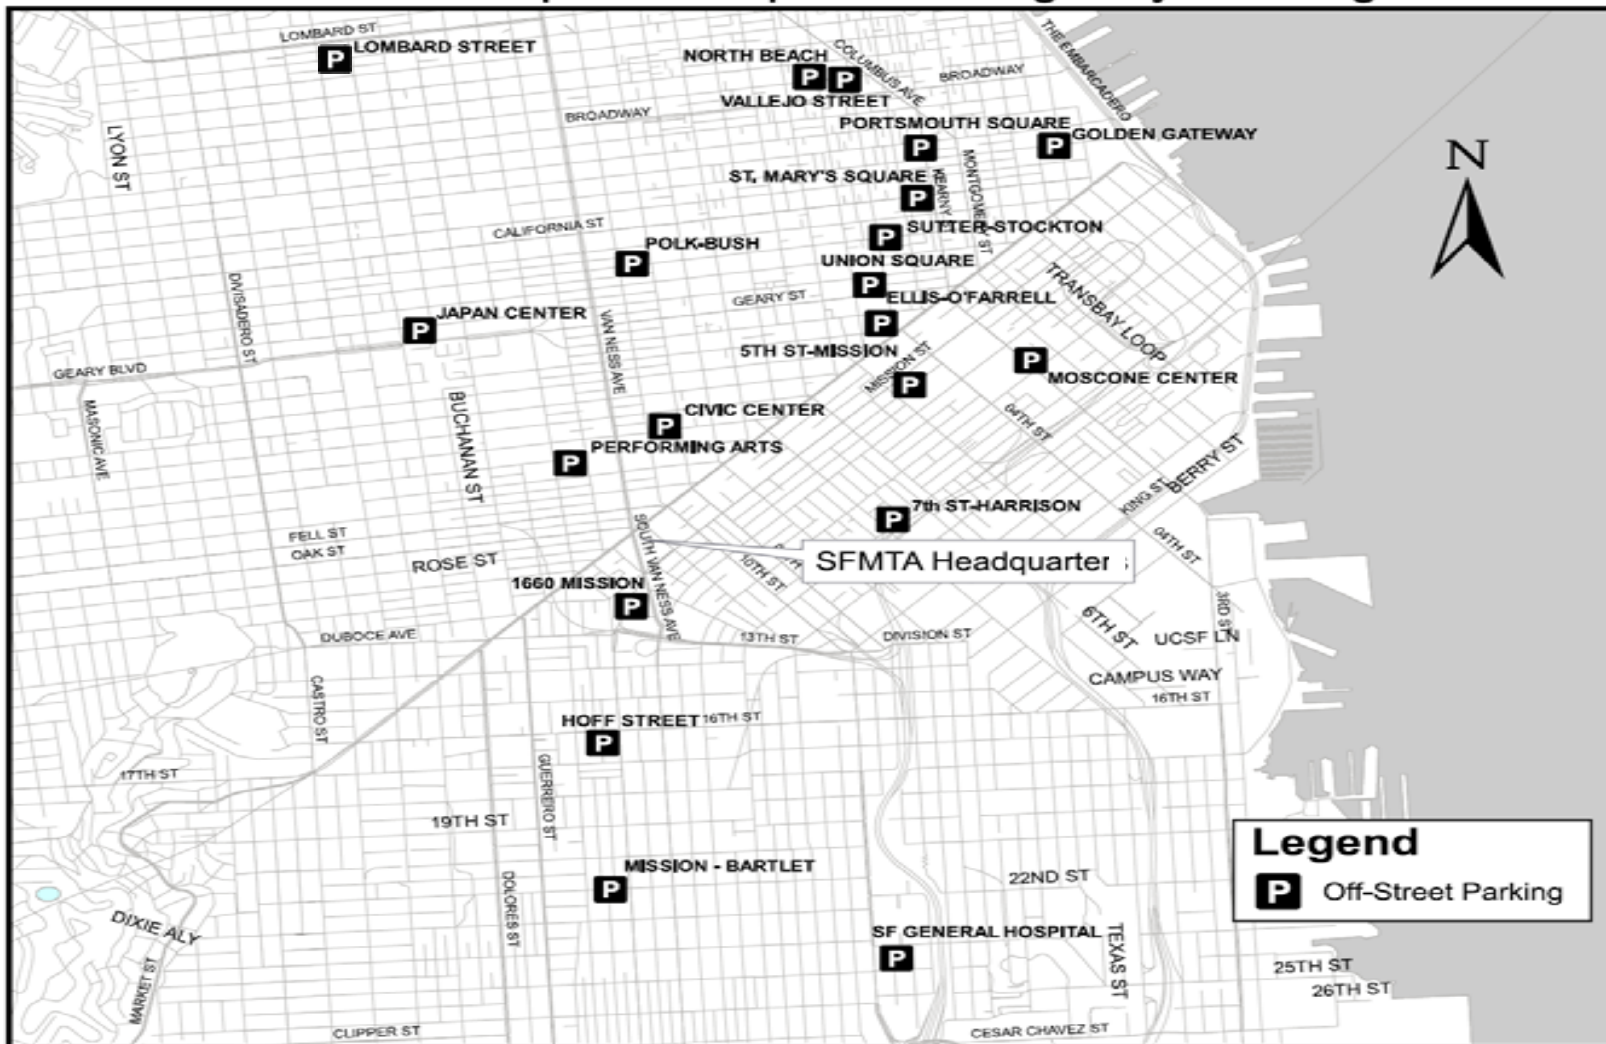 LOMBARD ST
LOMBARD STREET
THE EMBARCADERO
NORTH BEACH
COLUMBUS AVE
BROADWAY
VALLEJO STREET
BROADWAY
PORTSMOUTH SQUARE
GOLDEN GATEWAY
LYON ST
N
MONTGOMERY ST
ST. MARY'S SQUARE
KEARNY
CALIFORNIA ST
SUTTER-STOCKTON
POLK-BUSH
UNION SQUARE
TRANSBAY LOOP
DIVISADERO ST
GEARY ST
ELLIS-O'FARRELL
JAPAN CENTER
VAN NESS AVE
5TH ST-MISSION
MISSION ST
GEARY BLVD
MOSCONE CENTER
MASONIC AVE
BUCHANAN ST
CIVIC CENTER
04TH ST
PERFORMING ARTS
BERRY ST
KING ST
7th ST-HARRISON
FELL ST
OAK ST
SOUTH VAN NESS AVE
04TH ST
ROSE ST
SFMTA Headquarter
10TH ST
1660 MISSION
3RD ST
6TH ST
DUBOCE AVE
13TH ST
DIVISION ST
UCSF LN
CAMPUS WAY
16TH ST
CASTRO ST
HOFF STREET
16TH ST
17TH ST
GUERRERO ST
19TH ST
Legend
P Off-Street Parking
MISSION - BARTLET
22ND ST
DOLORES ST
DIXIE ALY
SF GENERAL HOSPITAL
TEXAS ST
MARKET ST
25TH ST
26TH ST
CLIPPER ST
CESAR CHAVEZ ST